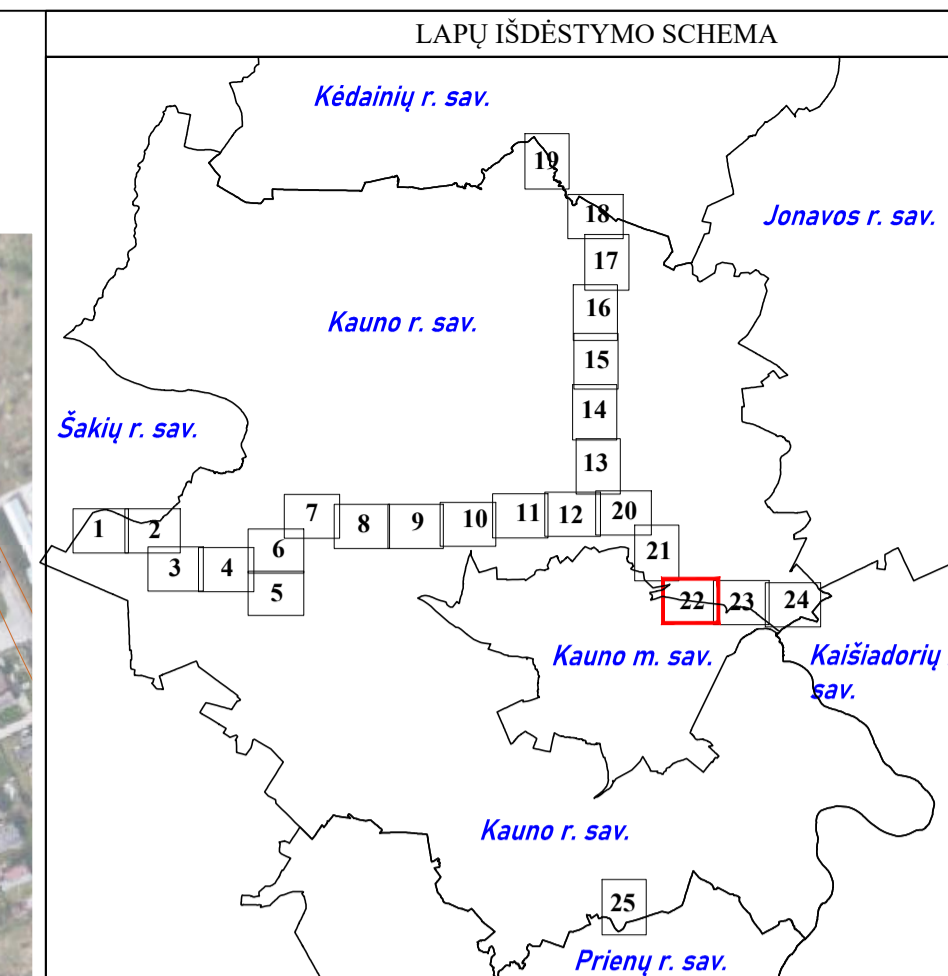 LAPŲ IŠDĖSTYMO SCHEMA
Kėdainių r. sav.
19
18
Jonavos r. sav.
17
16
Kauno r. sav.
15
14
Šakių r. sav.
13
7
8
9
10
11
12
20
1
2
6
21
3
4
5
22
23
24
Kauno m. sav.
Kaišiadorių
sav.
Kauno r. sav.
25
Prienų r. sav.